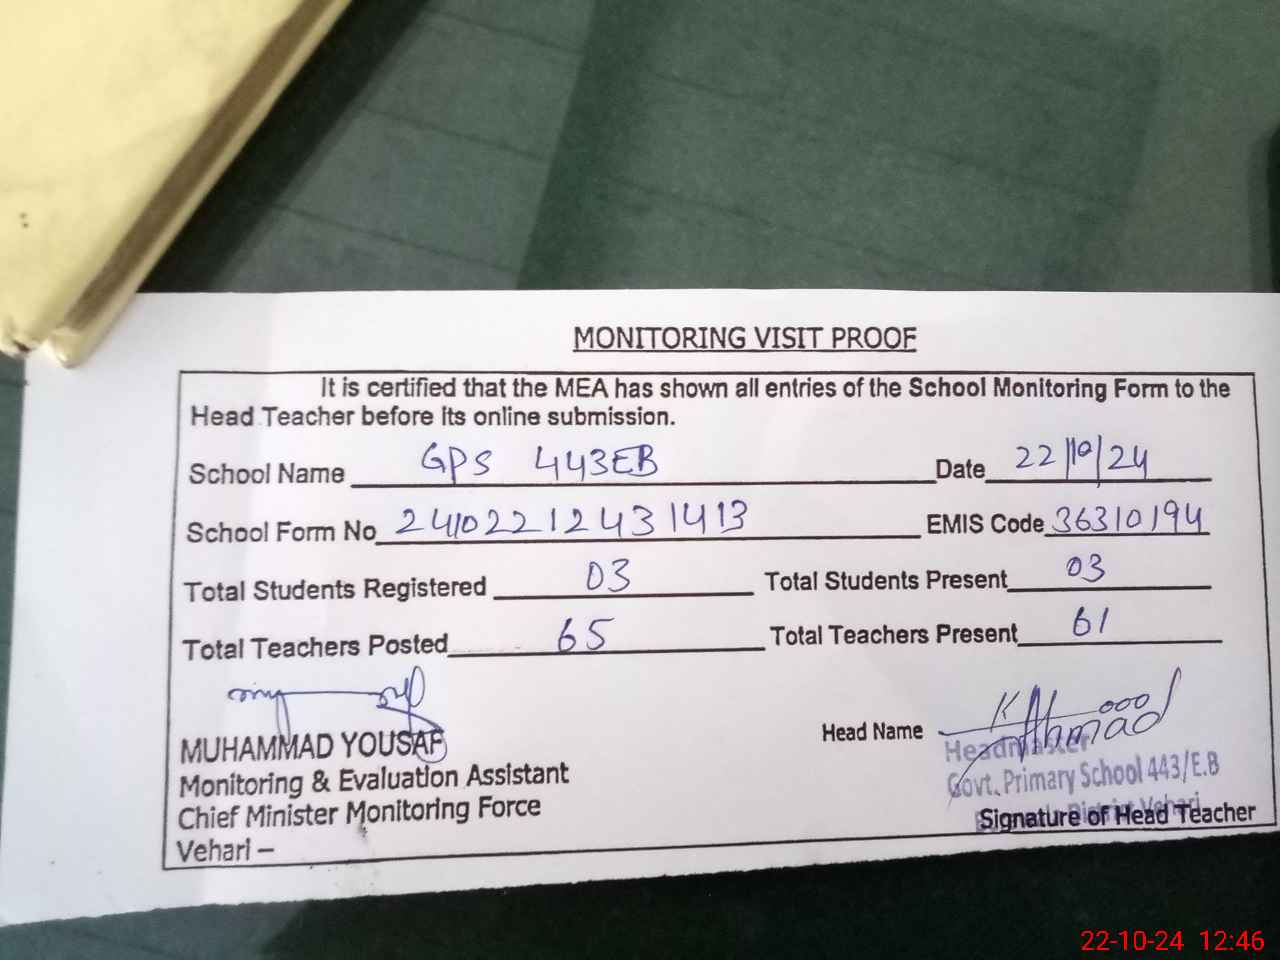 MONITORING VISIT PROOF
It is certified that the MEA has shown all entries of the School Monitoring Form to the
Head Teacher before its online submission.
School Name GPS 443EB Date 22/10/24
School Form No 24102212431413 EMIS Code 36310194
Total Students Registered 03 Total Students Present 03
Total Teachers Posted 65 Total Teachers Present 61
MUHAMMAD YOUSAF
Monitoring & Evaluation Assistant
Chief Minister Monitoring Force
Vehari –
Head Name
Headmaster
Govt. Primary School 443/E.B
District Vehari
Signature of Head Teacher
22-10-24 12:46